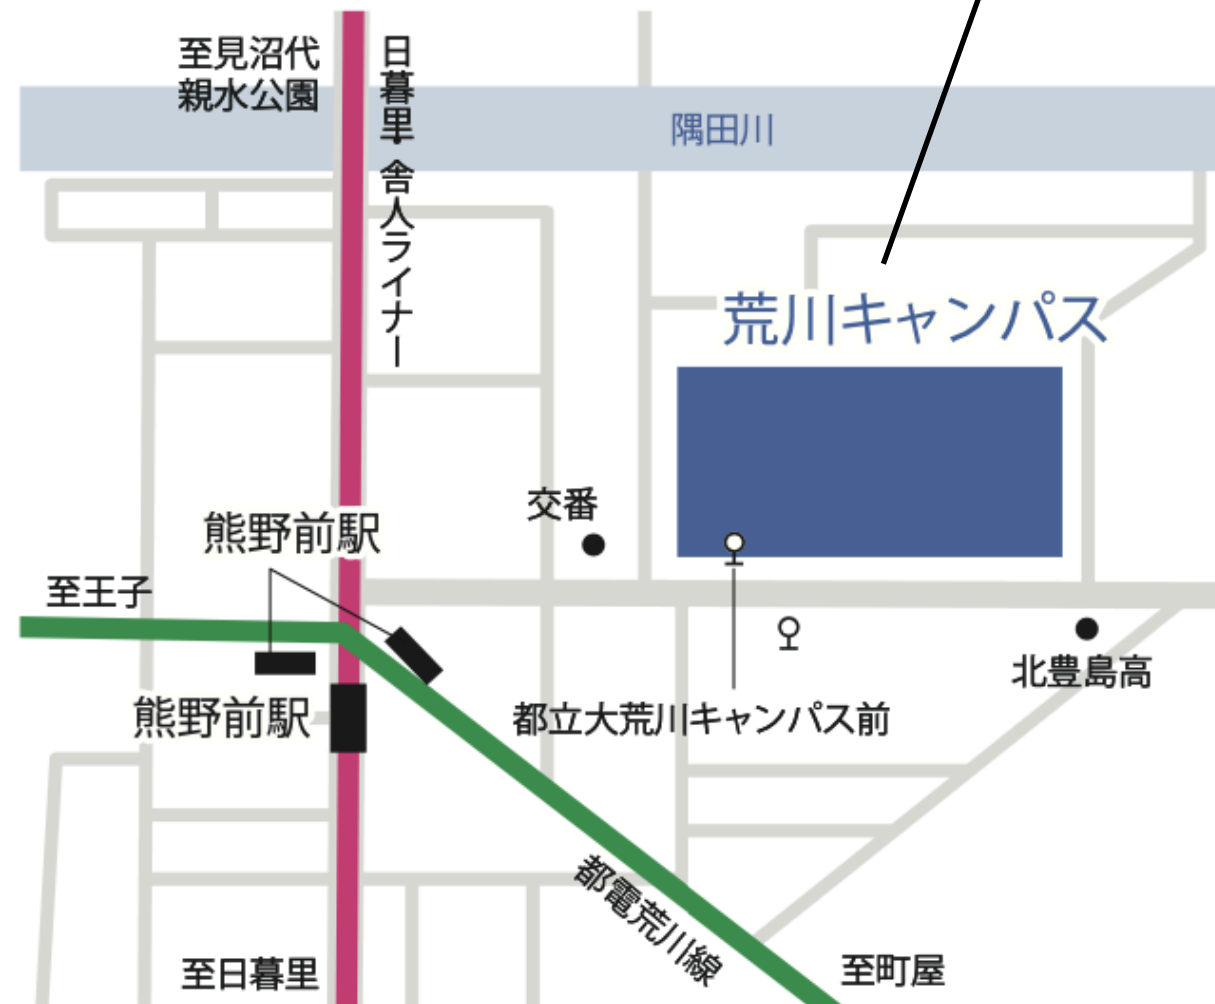 至見沼代
親水公園
日暮里・舎人ライナー
隅田川
荒川キャンパス
交番
熊野前駅
至王子
北豊島高
熊野前駅
都立大荒川キャンパス前
都電荒川線
至日暮里
至町屋